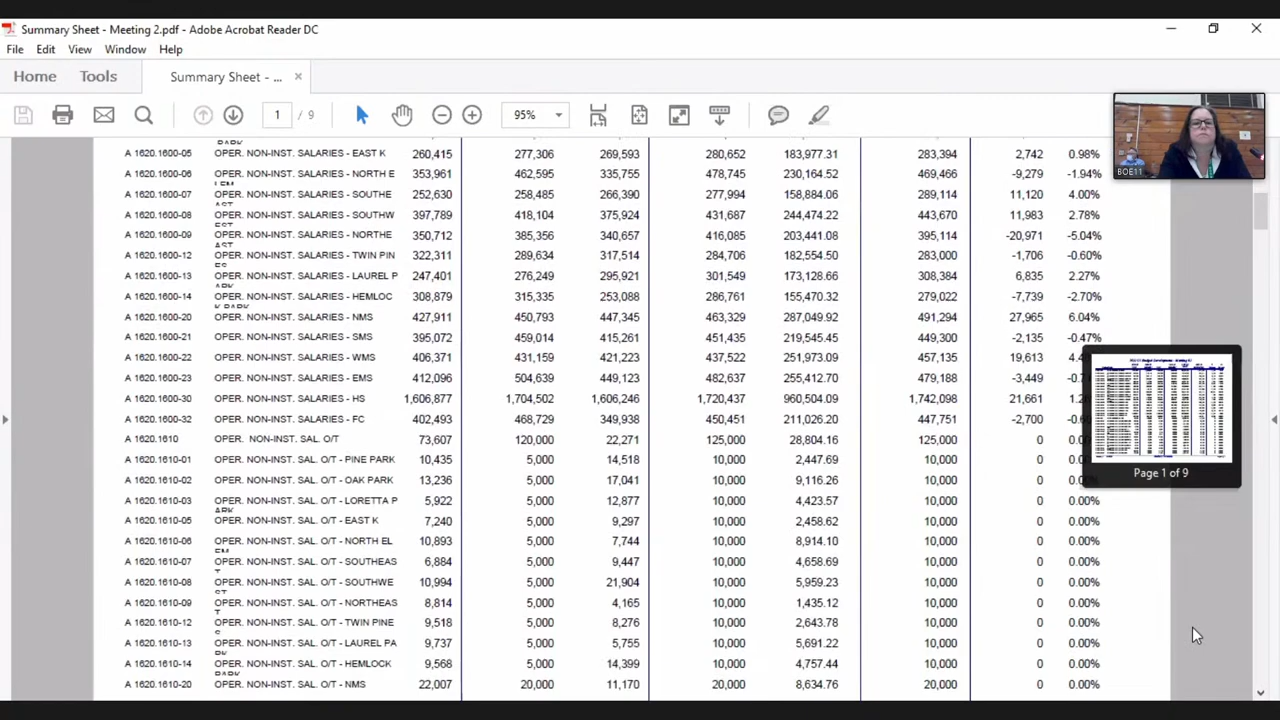 Summary Sheet - Meeting 2.pdf - Adobe Acrobat Reader DC
File Edit View Window Help
Home Tools Summary Sheet - ... ×
1 / 9 95%
A 1620.1600-05 OPER. NON-INST. SALARIES - EAST K 260,415 277,306 269,593 280,652 183,977.31 283,394 2,742 0.98%
A 1620.1600-06 OPER. NON-INST. SALARIES - NORTH E 353,961 462,595 335,755 478,745 230,164.52 469,466 -9,279 -1.94%
A 1620.1600-07 OPER. NON-INST. SALARIES - SOUTHE 252,630 258,485 266,390 277,994 158,884.06 289,114 11,120 4.00%
A 1620.1600-08 OPER. NON-INST. SALARIES - SOUTHW 397,789 418,104 375,924 431,687 244,474.22 443,670 11,983 2.78%
A 1620.1600-09 OPER. NON-INST. SALARIES - NORTHE 350,712 385,356 340,657 416,085 203,441.08 395,114 -20,971 -5.04%
A 1620.1600-12 OPER. NON-INST. SALARIES - TWIN PIN 322,311 289,634 317,514 284,706 182,554.50 283,000 -1,706 -0.60%
A 1620.1600-13 OPER. NON-INST. SALARIES - LAUREL P 247,401 276,249 295,921 301,549 173,128.66 308,384 6,835 2.27%
A 1620.1600-14 OPER. NON-INST. SALARIES - HEMLOC 308,879 315,335 253,088 286,761 155,470.32 279,022 -7,739 -2.70%
A 1620.1600-20 OPER. NON-INST. SALARIES - NMS 427,911 450,793 447,345 463,329 287,049.92 491,294 27,965 6.04%
A 1620.1600-21 OPER. NON-INST. SALARIES - SMS 395,072 459,014 415,261 451,435 219,545.45 449,300 -2,135 -0.47%
A 1620.1600-22 OPER. NON-INST. SALARIES - WMS 406,371 431,159 421,223 437,522 251,973.09 457,135 19,613
A 1620.1600-23 OPER. NON-INST. SALARIES - EMS 412,096 504,639 449,123 482,637 255,412.70 479,188 -3,449
A 1620.1600-30 OPER. NON-INST. SALARIES - HS 1,606,877 1,704,502 1,606,246 1,720,437 960,504.09 1,742,098 21,661
A 1620.1600-32 OPER. NON-INST. SALARIES - FC 402,493 468,729 349,938 450,451 211,026.20 447,751 -2,700
A 1620.1610 OPER. NON-INST. SAL. O/T 73,607 120,000 22,271 125,000 28,804.16 125,000 0
A 1620.1610-01 OPER. NON-INST. SAL. O/T - PINE PARK 10,435 5,000 14,518 10,000 2,447.69 10,000 0
A 1620.1610-02 OPER. NON-INST. SAL. O/T - OAK PARK 13,236 5,000 17,041 10,000 9,116.26 10,000 0 0.00%
A 1620.1610-03 OPER. NON-INST. SAL. O/T - LORETTA P 5,922 5,000 12,877 10,000 4,423.57 10,000 0 0.00%
A 1620.1610-05 OPER. NON-INST. SAL. O/T - EAST K 7,240 5,000 9,297 10,000 2,458.62 10,000 0 0.00%
A 1620.1610-06 OPER. NON-INST. SAL. O/T - NORTH EL 10,893 5,000 7,744 10,000 8,914.10 10,000 0 0.00%
A 1620.1610-07 OPER. NON-INST. SAL. O/T - SOUTHEAS 6,884 5,000 9,447 10,000 4,658.69 10,000 0 0.00%
A 1620.1610-08 OPER. NON-INST. SAL. O/T - SOUTHWE 10,994 5,000 21,904 10,000 5,959.23 10,000 0 0.00%
A 1620.1610-09 OPER. NON-INST. SAL. O/T - NORTHEAS 8,814 5,000 4,165 10,000 1,435.12 10,000 0 0.00%
A 1620.1610-12 OPER. NON-INST. SAL. O/T - TWIN PINE 9,518 5,000 8,276 10,000 2,643.78 10,000 0 0.00%
A 1620.1610-13 OPER. NON-INST. SAL. O/T - LAUREL PA 9,737 5,000 5,755 10,000 5,691.22 10,000 0 0.00%
A 1620.1610-14 OPER. NON-INST. SAL. O/T - HEMLOCK 9,568 5,000 14,399 10,000 4,757.44 10,000 0 0.00%
A 1620.1610-20 OPER. NON-INST. SAL. O/T - NMS 22,007 20,000 11,170 20,000 8,634.76 20,000 0 0.00%
BOE11
Page 1 of 9